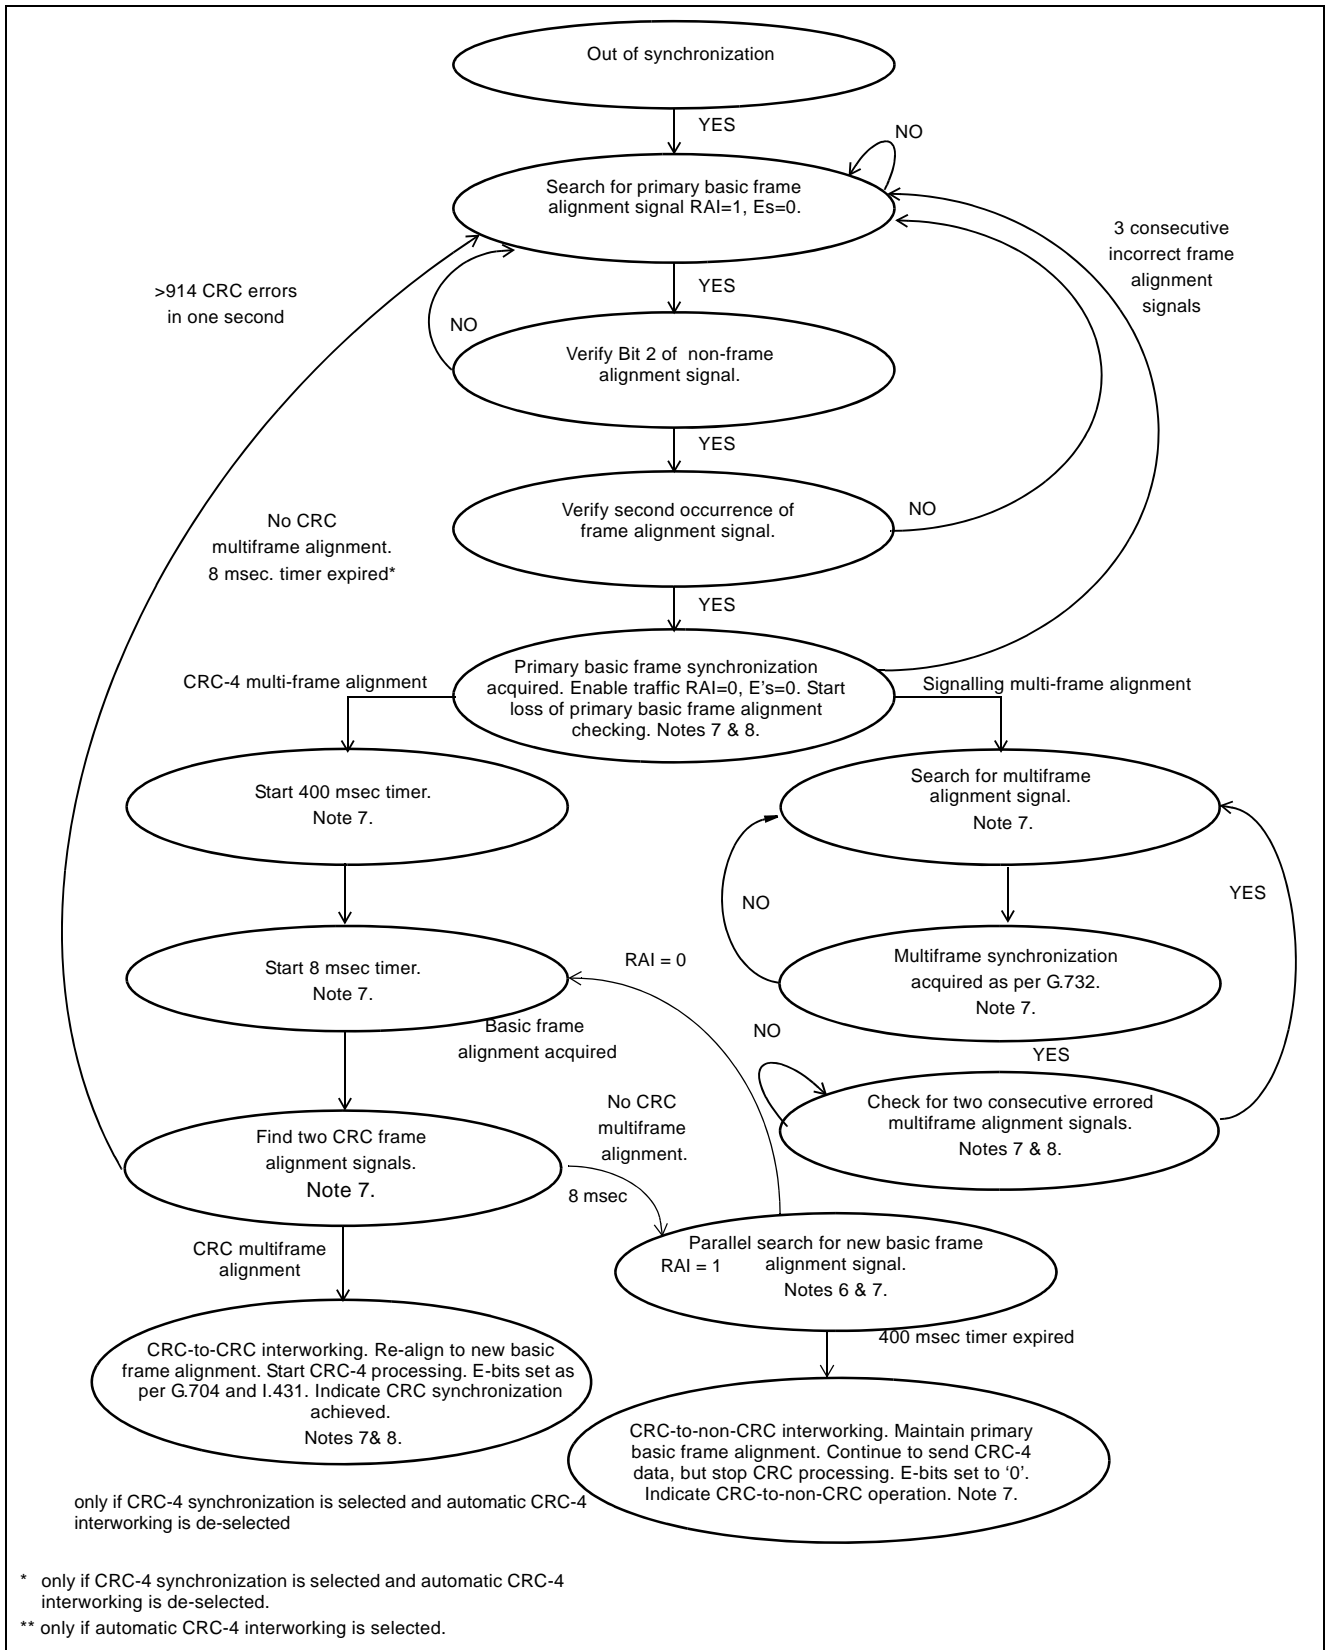 Out of synchronization
YES
NO
Search for primary basic frame
alignment signal RAI=1, Es=0.
3 consecutive
incorrect frame
alignment
signals
>914 CRC errors
in one second
YES
NO
Verify Bit 2 of non-frame
alignment signal.
YES
No CRC
multiframe alignment.
8 msec. timer expired*
Verify second occurrence of
frame alignment signal.
NO
YES
CRC-4 multi-frame alignment
Primary basic frame synchronization
acquired. Enable traffic RAI=0, E's=0. Start
loss of primary basic frame alignment
checking. Notes 7 & 8.
Signalling multi-frame alignment
Start 400 msec timer.
Note 7.
Search for multiframe
alignment signal.
Note 7.
NO
YES
Start 8 msec timer.
Note 7.
RAI = 0
Multiframe synchronization
acquired as per G.732.
Note 7.
Basic frame
alignment acquired
NO
YES
No CRC
multiframe
alignment.
Check for two consecutive errored
multiframe alignment signals.
Notes 7 & 8.
Find two CRC frame
alignment signals.
Note 7.
8 msec
CRC multiframe
alignment
Parallel search for new basic frame
RAI = 1 alignment signal.
Notes 6 & 7.
400 msec timer expired
CRC-to-CRC interworking. Re-align to new basic
frame alignment. Start CRC-4 processing. E-bits set as
per G.704 and I.431. Indicate CRC synchronization
achieved.
Notes 7& 8.
CRC-to-non-CRC interworking. Maintain primary
basic frame alignment. Continue to send CRC-4
data, but stop CRC processing. E-bits set to ‘0’.
Indicate CRC-to-non-CRC operation. Note 7.
only if CRC-4 synchronization is selected and automatic CRC-4
interworking is de-selected
* only if CRC-4 synchronization is selected and automatic CRC-4
interworking is de-selected.
** only if automatic CRC-4 interworking is selected.